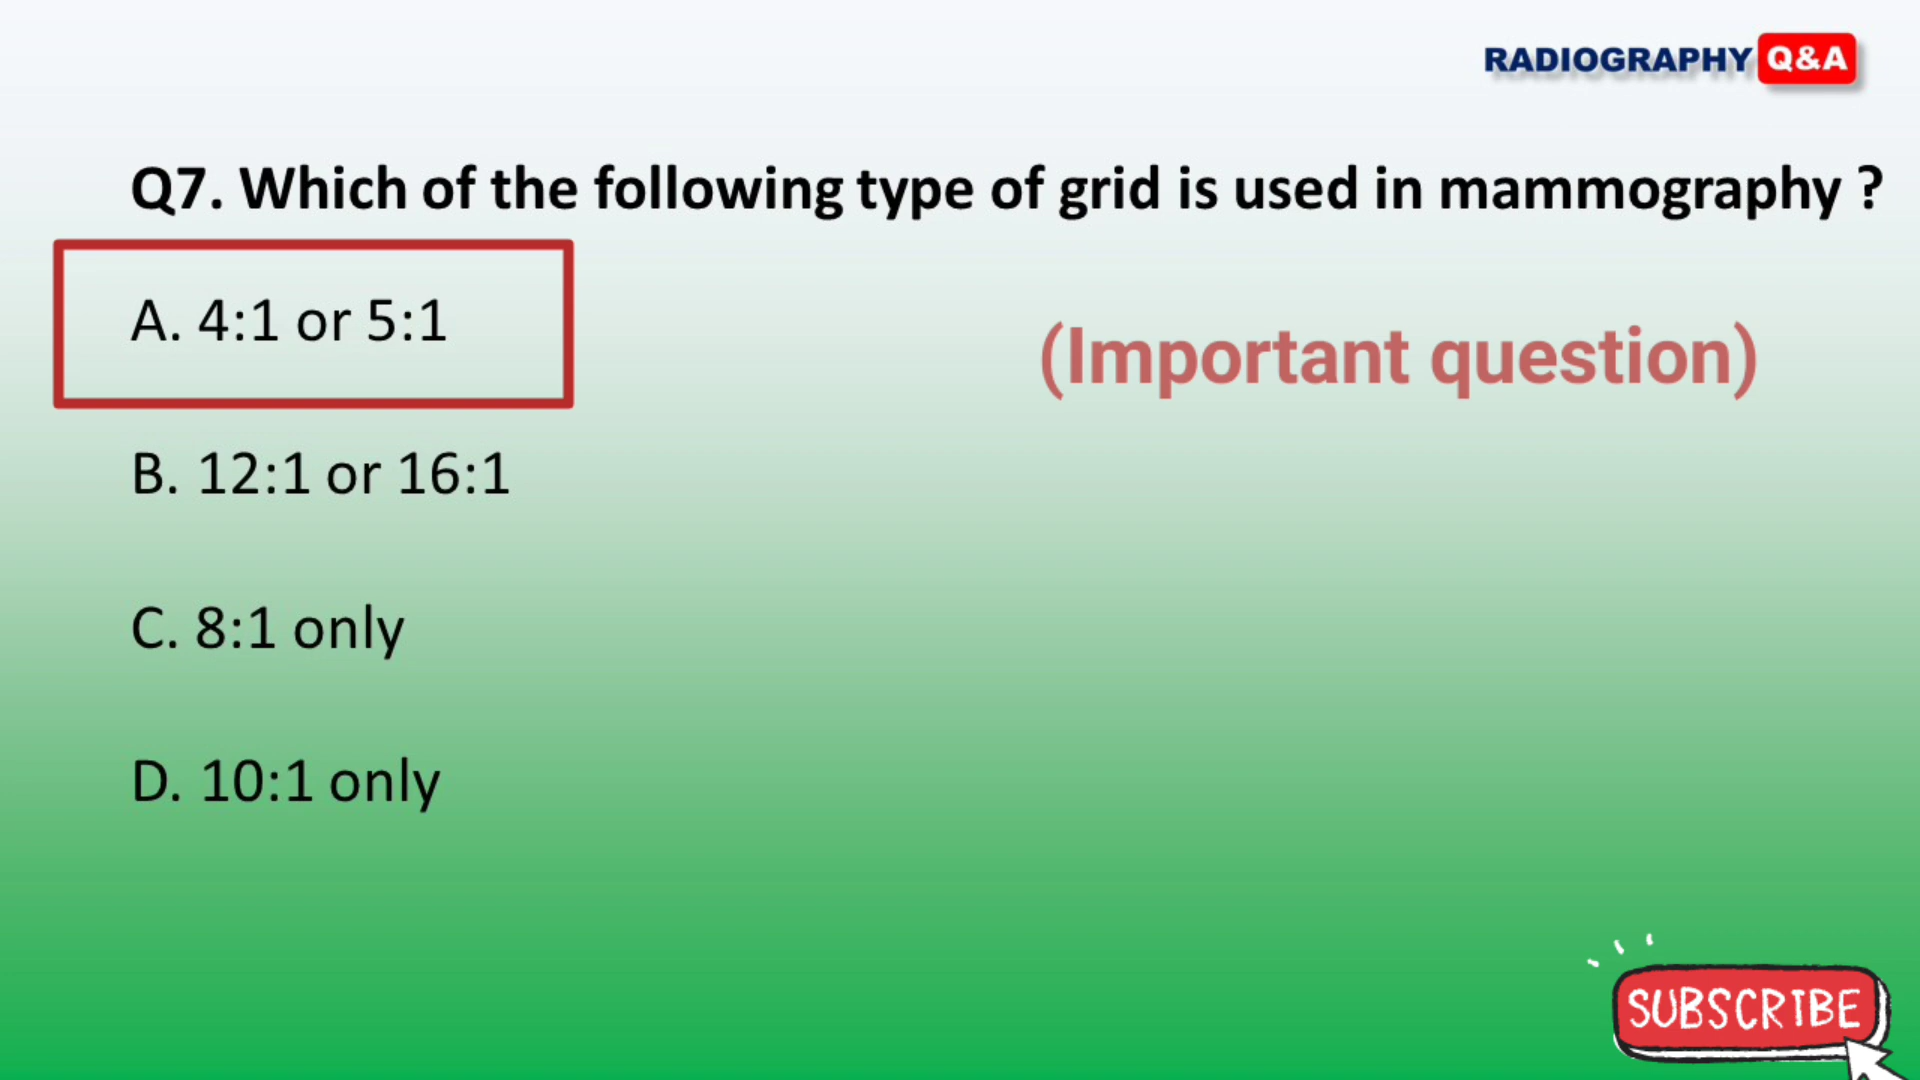 RADIOGRAPHY Q&A
Q7. Which of the following type of grid is used in mammography ?
A. 4:1 or 5:1
(Important question)
B. 12:1 or 16:1
C. 8:1 only
D. 10:1 only
SUBSCRIBE